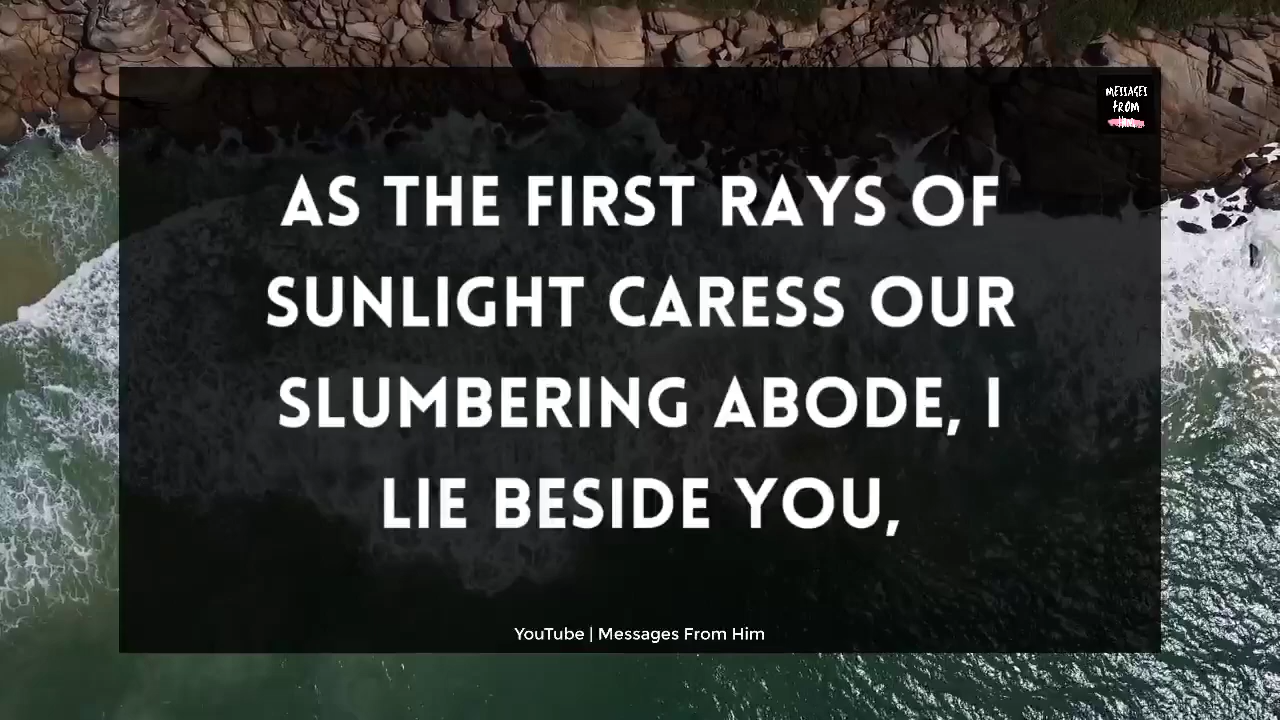 MESSAGES
FROM
HIM
AS THE FIRST RAYS OF
SUNLIGHT CARESS OUR
SLUMBERING ABODE, I
LIE BESIDE YOU,
YouTube | Messages From Him